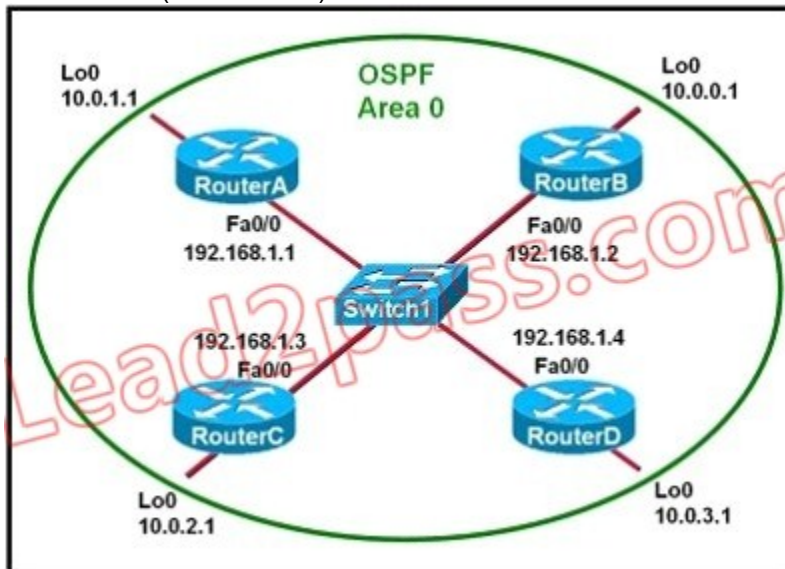 OSPF
Area 0
Lo0
10.0.1.1
Lo0
10.0.0.1
RouterA
RouterB
Fa0/0
192.168.1.1
Fa0/0
192.168.1.2
Switch1
192.168.1.3
Fa0/0
192.168.1.4
Fa0/0
RouterC
RouterD
Lo0
10.0.2.1
Lo0
10.0.3.1
Lead2pass.com